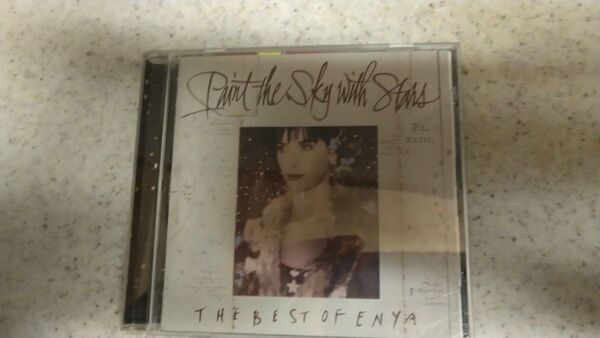 Paint the Sky with Stars
THE BEST OF ENYA